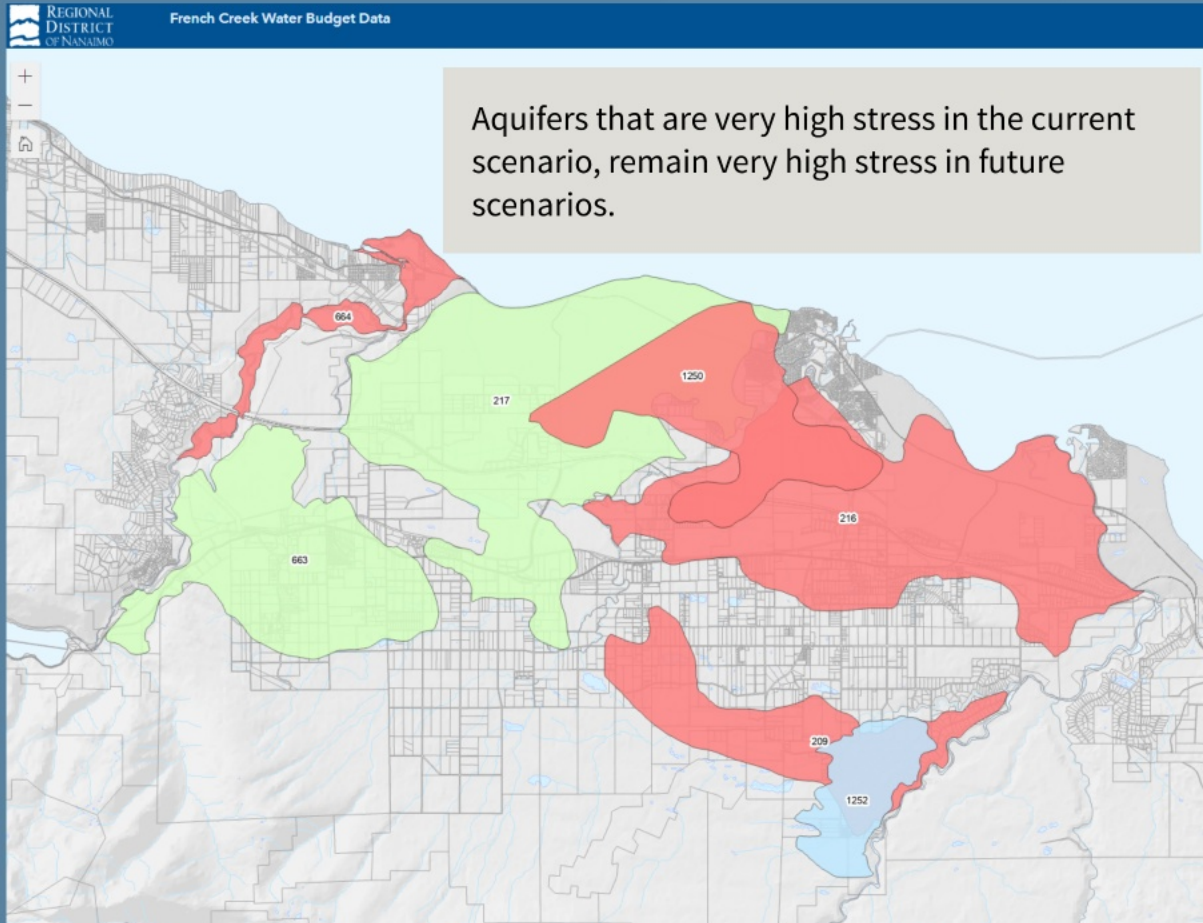 REGIONAL
DISTRICT
OF NANAIMO
French Creek Water Budget Data
+
−
Aquifers that are very high stress in the current
scenario, remain very high stress in future
scenarios.
664
1250
217
216
663
209
1252